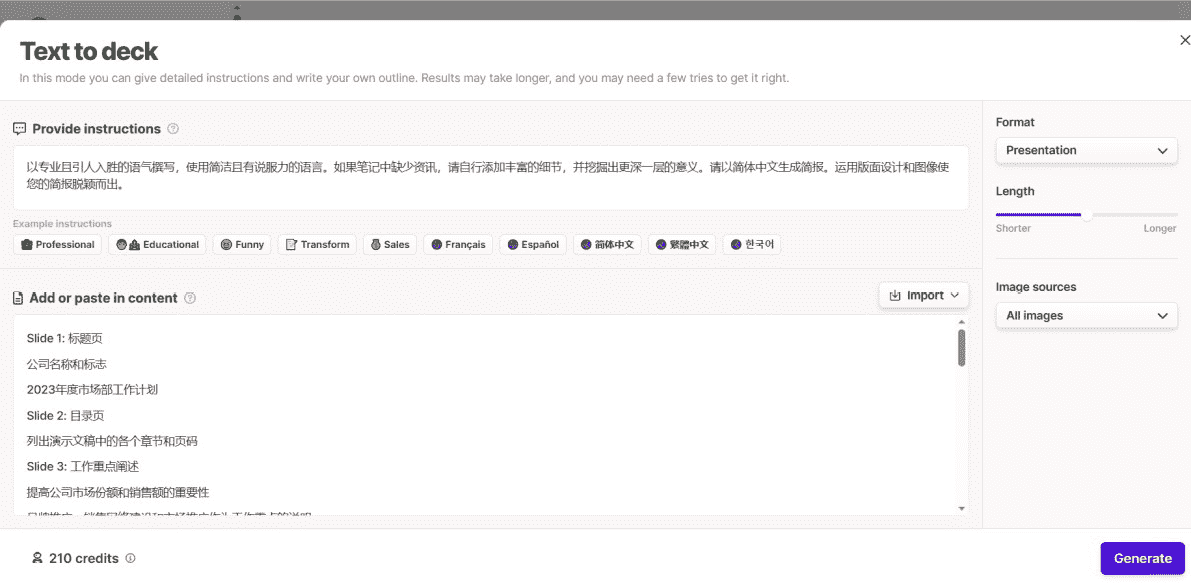 Text to deck
In this mode you can give detailed instructions and write your own outline. Results may take longer, and you may need a few tries to get it right.
Provide instructions
以专业且引人入胜的语气撰写，使用简洁且有说服力的语言。如果笔记中缺少资讯，请自行添加丰富的细节，并挖掘出更深一层的意义。请以简体中文生成简报。运用版面设计和图像使
您的简报脱颖而出。
Example instructions
Professional
Educational
Funny
Transform
Sales
Français
Español
简体中文
繁體中文
한국어
Add or paste in content
Import
Slide 1: 标题页
公司名称和标志
2023年度市场部工作计划
Slide 2: 目录页
列出演示文稿中的各个章节和页码
Slide 3: 工作重点阐述
提高公司市场份额和销售额的重要性
Format
Presentation
Length
Shorter
Longer
Image sources
All images
210 credits
Generate